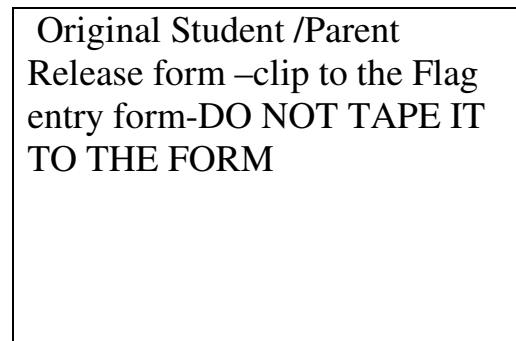 Original Student /Parent
Release form –clip to the Flag
entry form-DO NOT TAPE IT
TO THE FORM